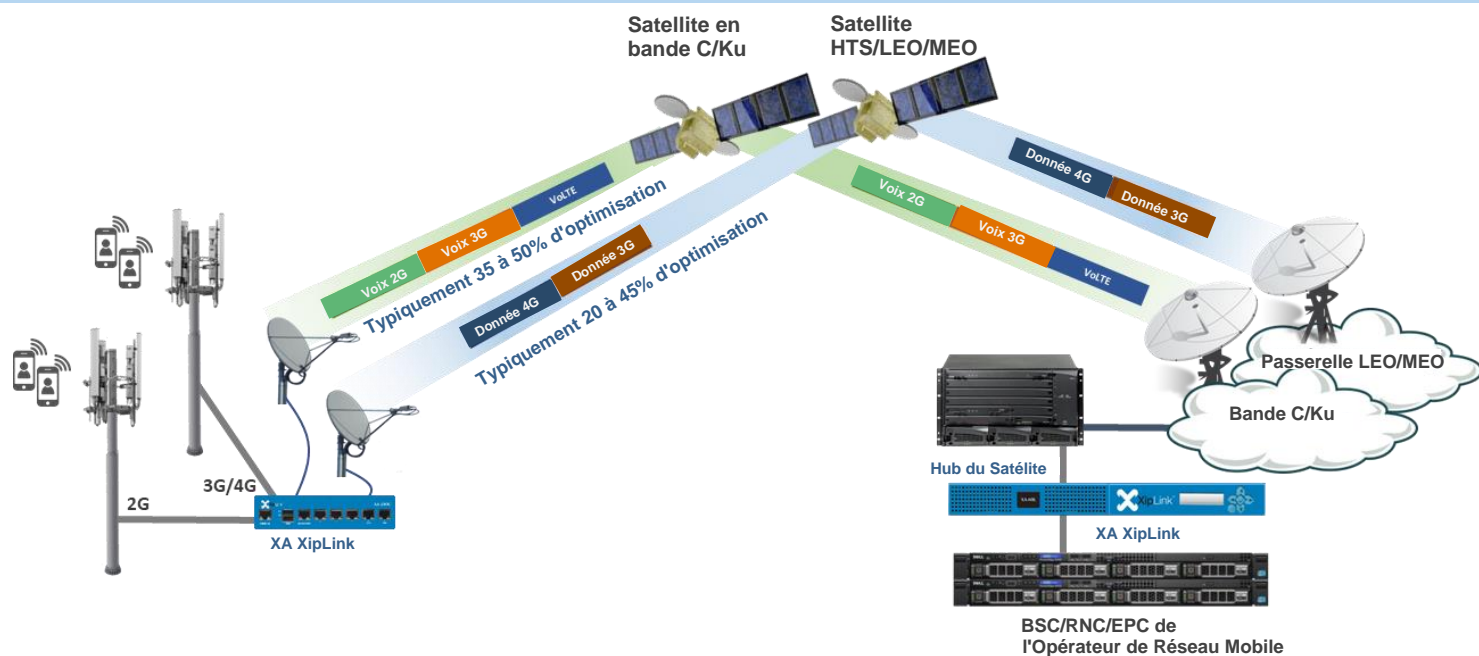 Satellite en
bande C/Ku
Satellite
HTS/LEO/MEO
Voix 2G
Voix 3G
VoLTE
Typiquement 35 à 50% d'optimisation
Donnée 4G
Donnée 3G
Typiquement 20 à 45% d'optimisation
Voix 2G
Voix 3G
VoLTE
Donnée 4G
Donnée 3G
Passerelle LEO/MEO
Bande C/Ku
2G
3G/4G
XA XipLink
Hub du Satélite
XipLink
XA XipLink
DELL
DELL
BSC/RNC/EPC de
l'Opérateur de Réseau Mobile